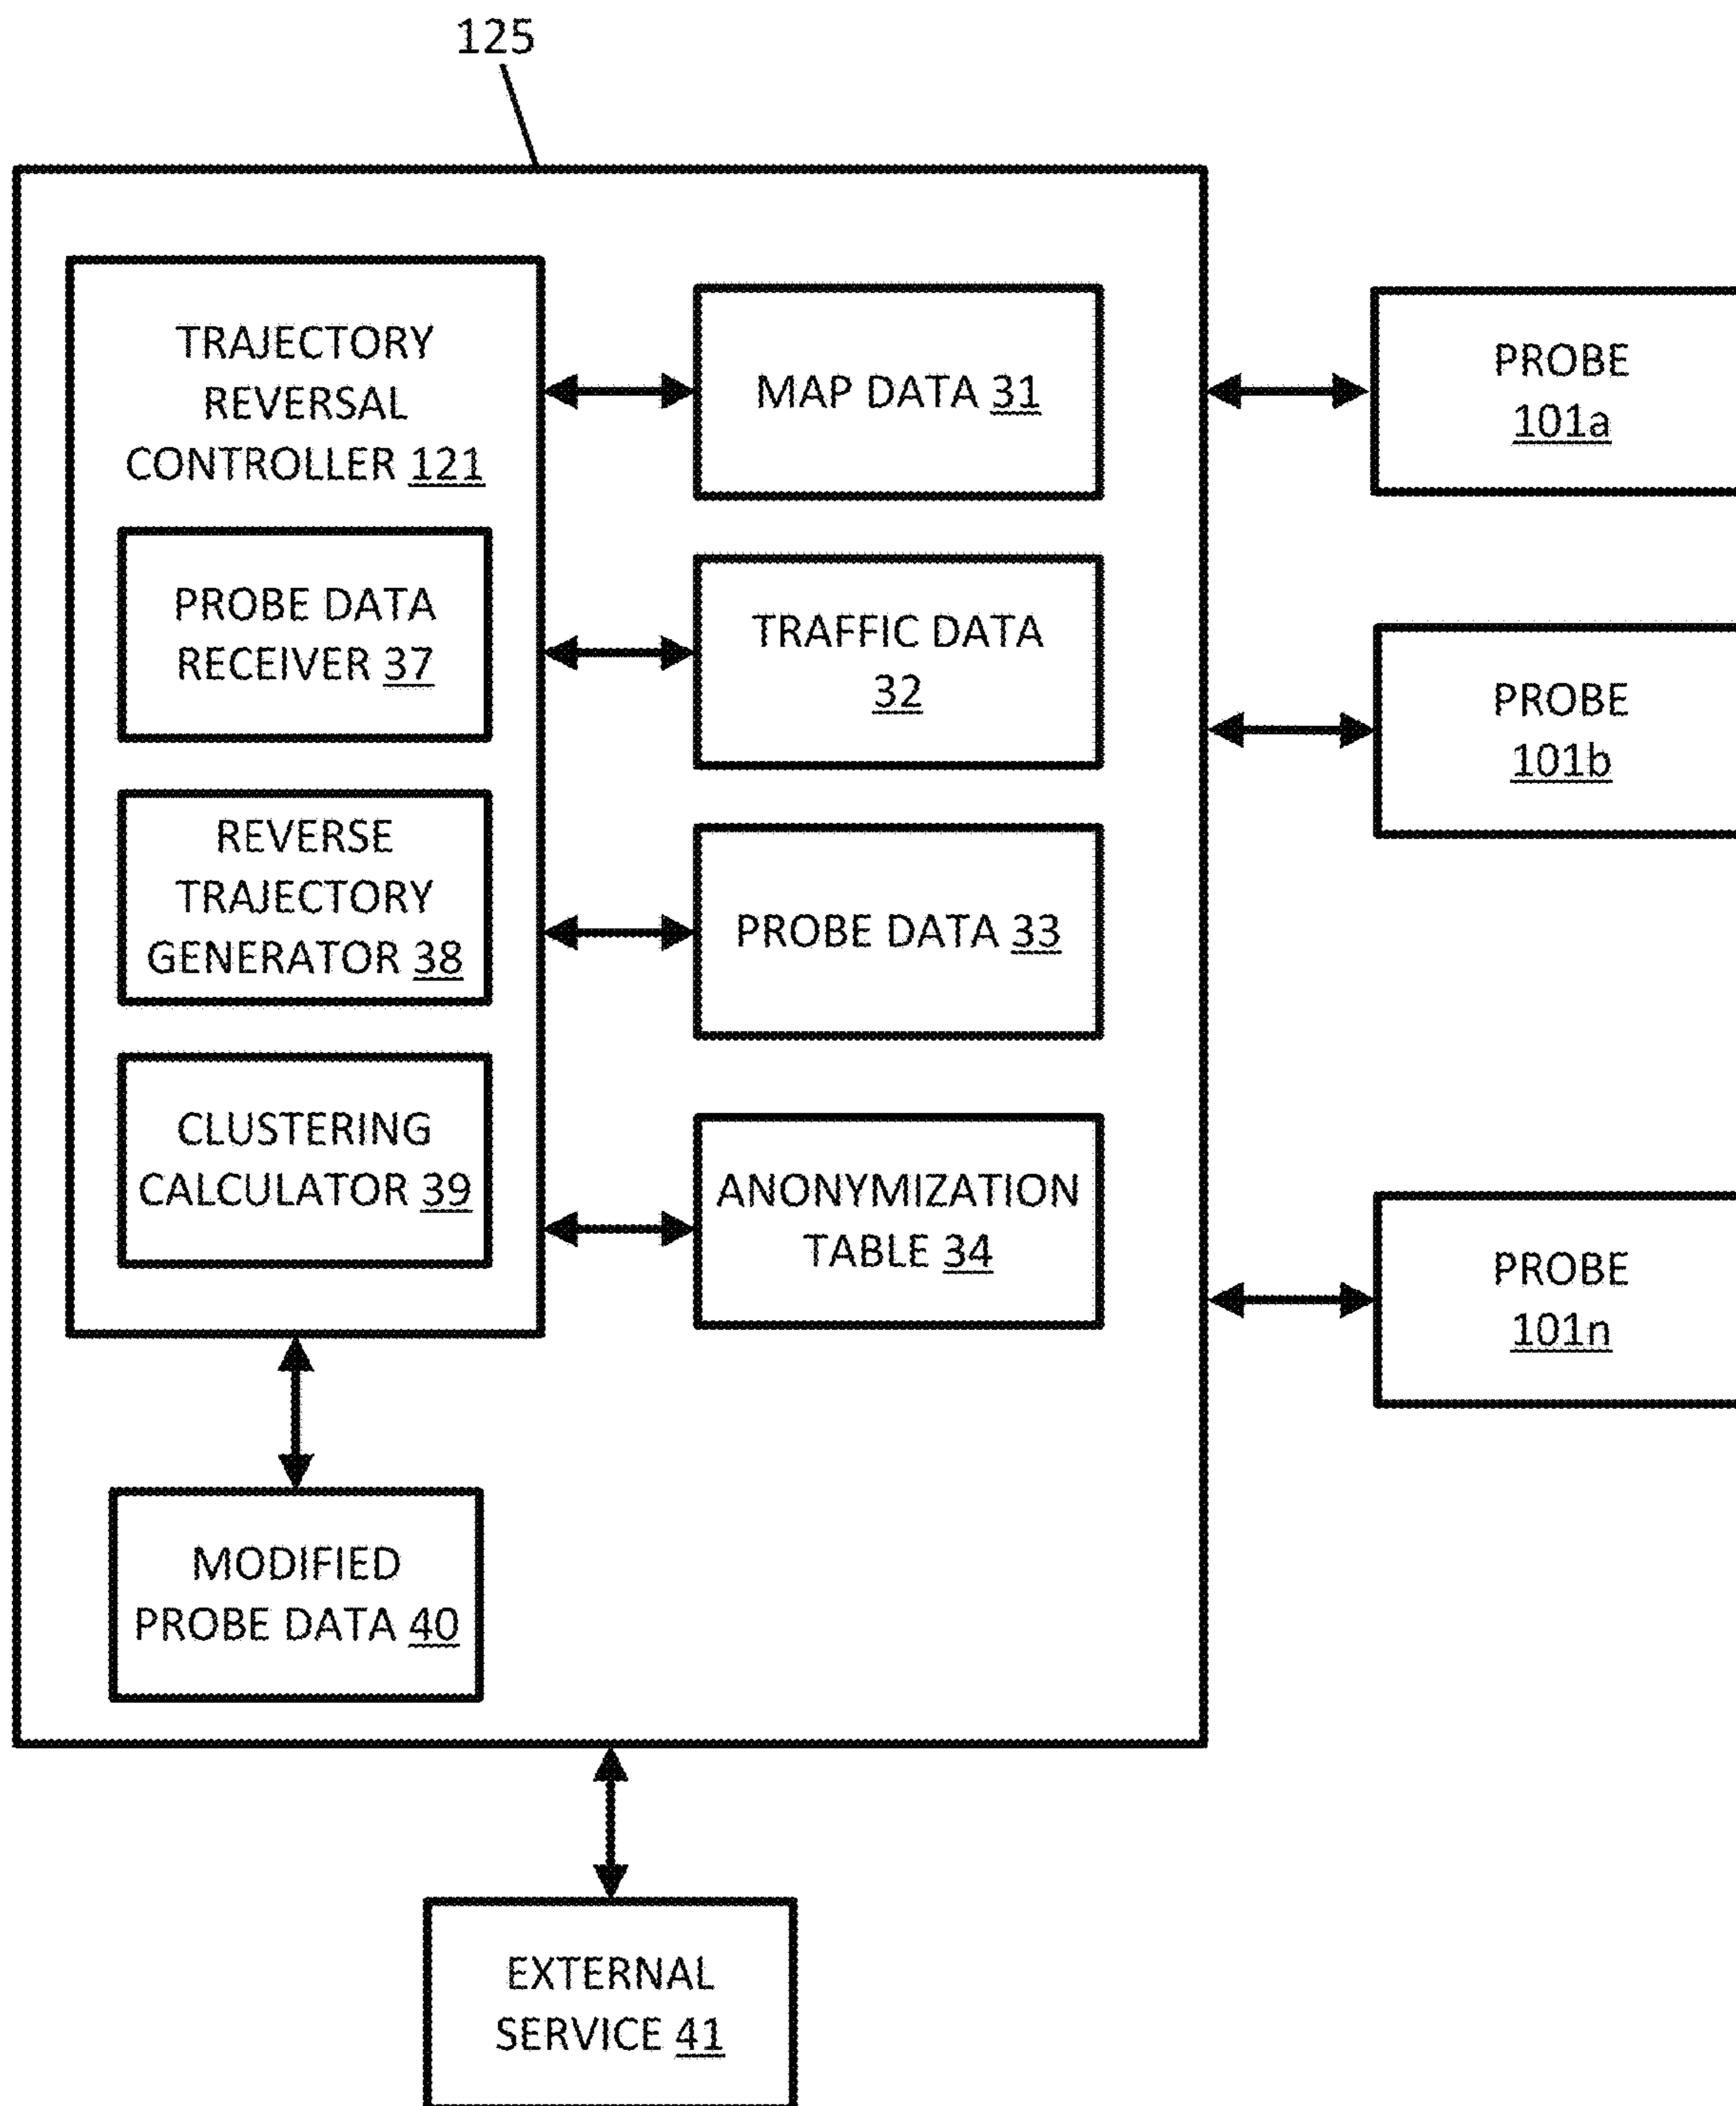 125
TRAJECTORY
REVERSAL
CONTROLLER 121
PROBE DATA
RECEIVER 37
REVERSE
TRAJECTORY
GENERATOR 38
CLUSTERING
CALCULATOR 39
MAP DATA 31
TRAFFIC DATA
32
PROBE DATA 33
ANONYMIZATION
TABLE 34
MODIFIED
PROBE DATA 40
PROBE
101a
PROBE
101b
PROBE
101n
EXTERNAL
SERVICE 41